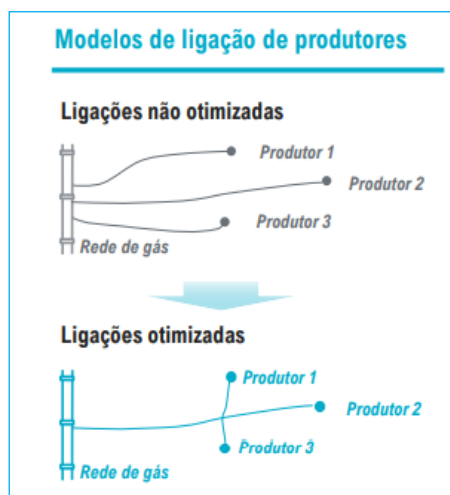 Modelos de ligação de produtores
Ligações não otimizadas
Produtor 1
Produtor 2
Produtor 3
Rede de gás
Ligações otimizadas
Produtor 1
Produtor 2
Produtor 3
Rede de gás